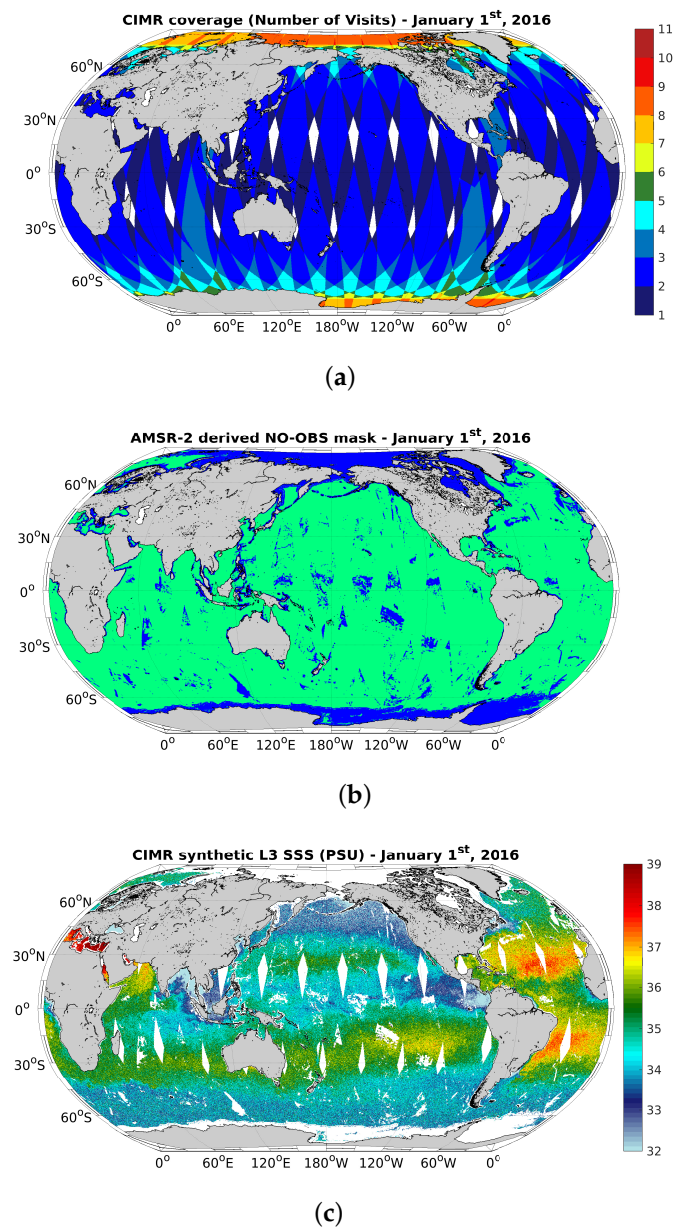 CIMR coverage (Number of Visits) - January 1st, 2016
60°N
30°N
0°
30°S
60°S
0° 60°E 120°E 180°W 120°W 60°W 0°
11
10
9
8
7
6
5
4
3
2
1
(a)
AMSR-2 derived NO-OBS mask - January 1st, 2016
60°N
30°N
0°
30°S
60°S
0° 60°E 120°E 180°W 120°W 60°W 0°
(b)
CIMR synthetic L3 SSS (PSU) - January 1st, 2016
60°N
30°N
0°
30°S
60°S
0° 60°E 120°E 180°W 120°W 60°W 0°
39
38
37
36
35
34
33
32
(c)